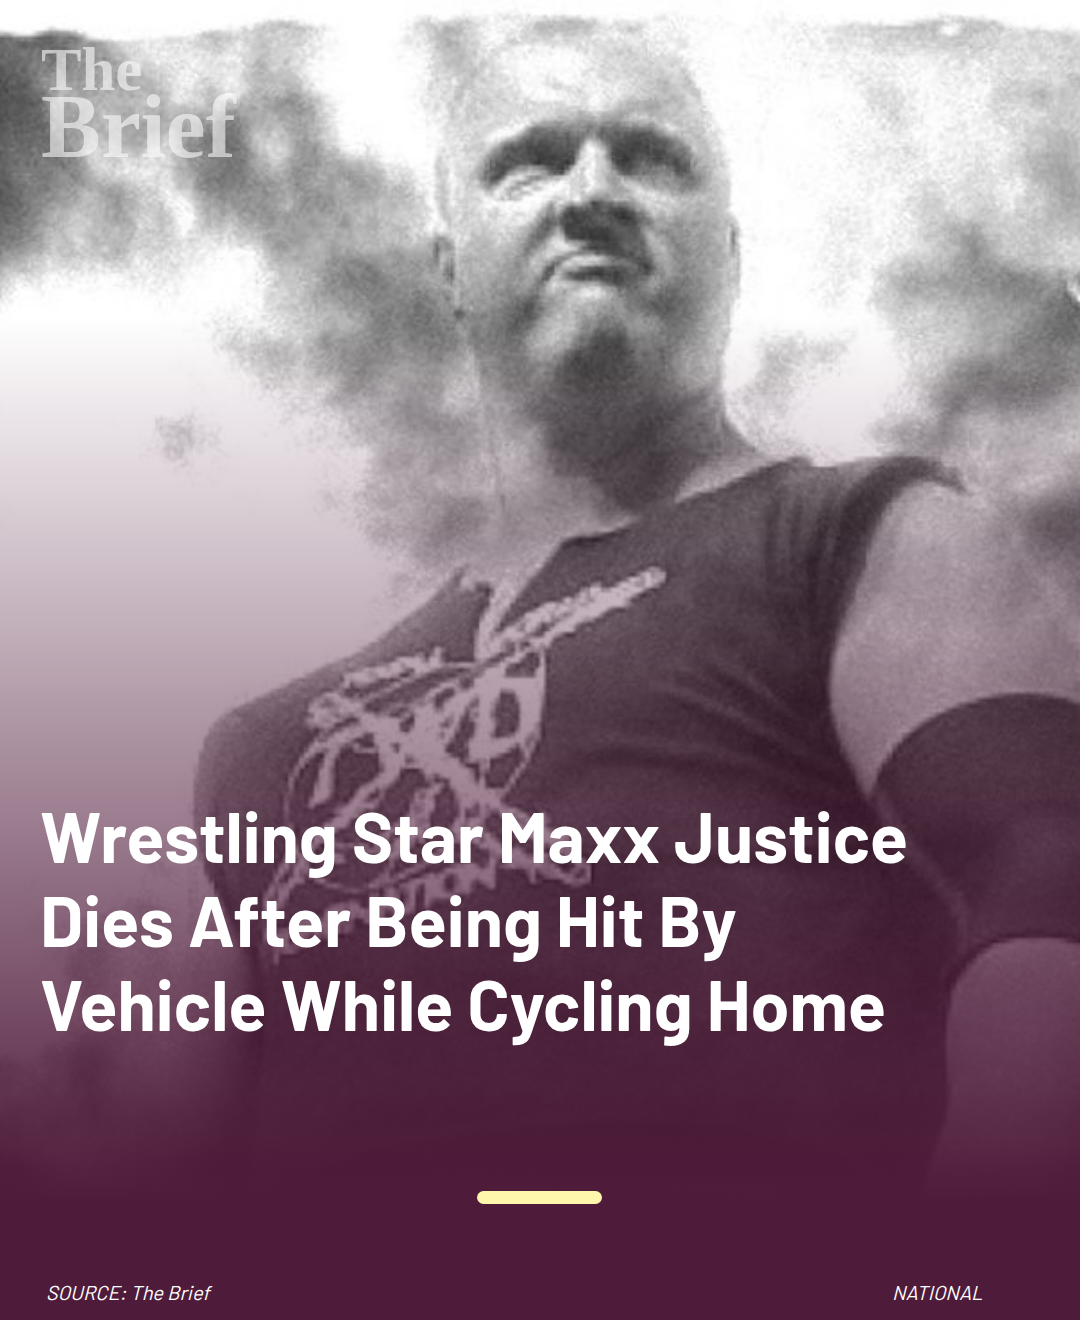 The
Brief
Wrestling Star Maxx Justice
Dies After Being Hit By
Vehicle While Cycling Home
SOURCE: The Brief
NATIONAL